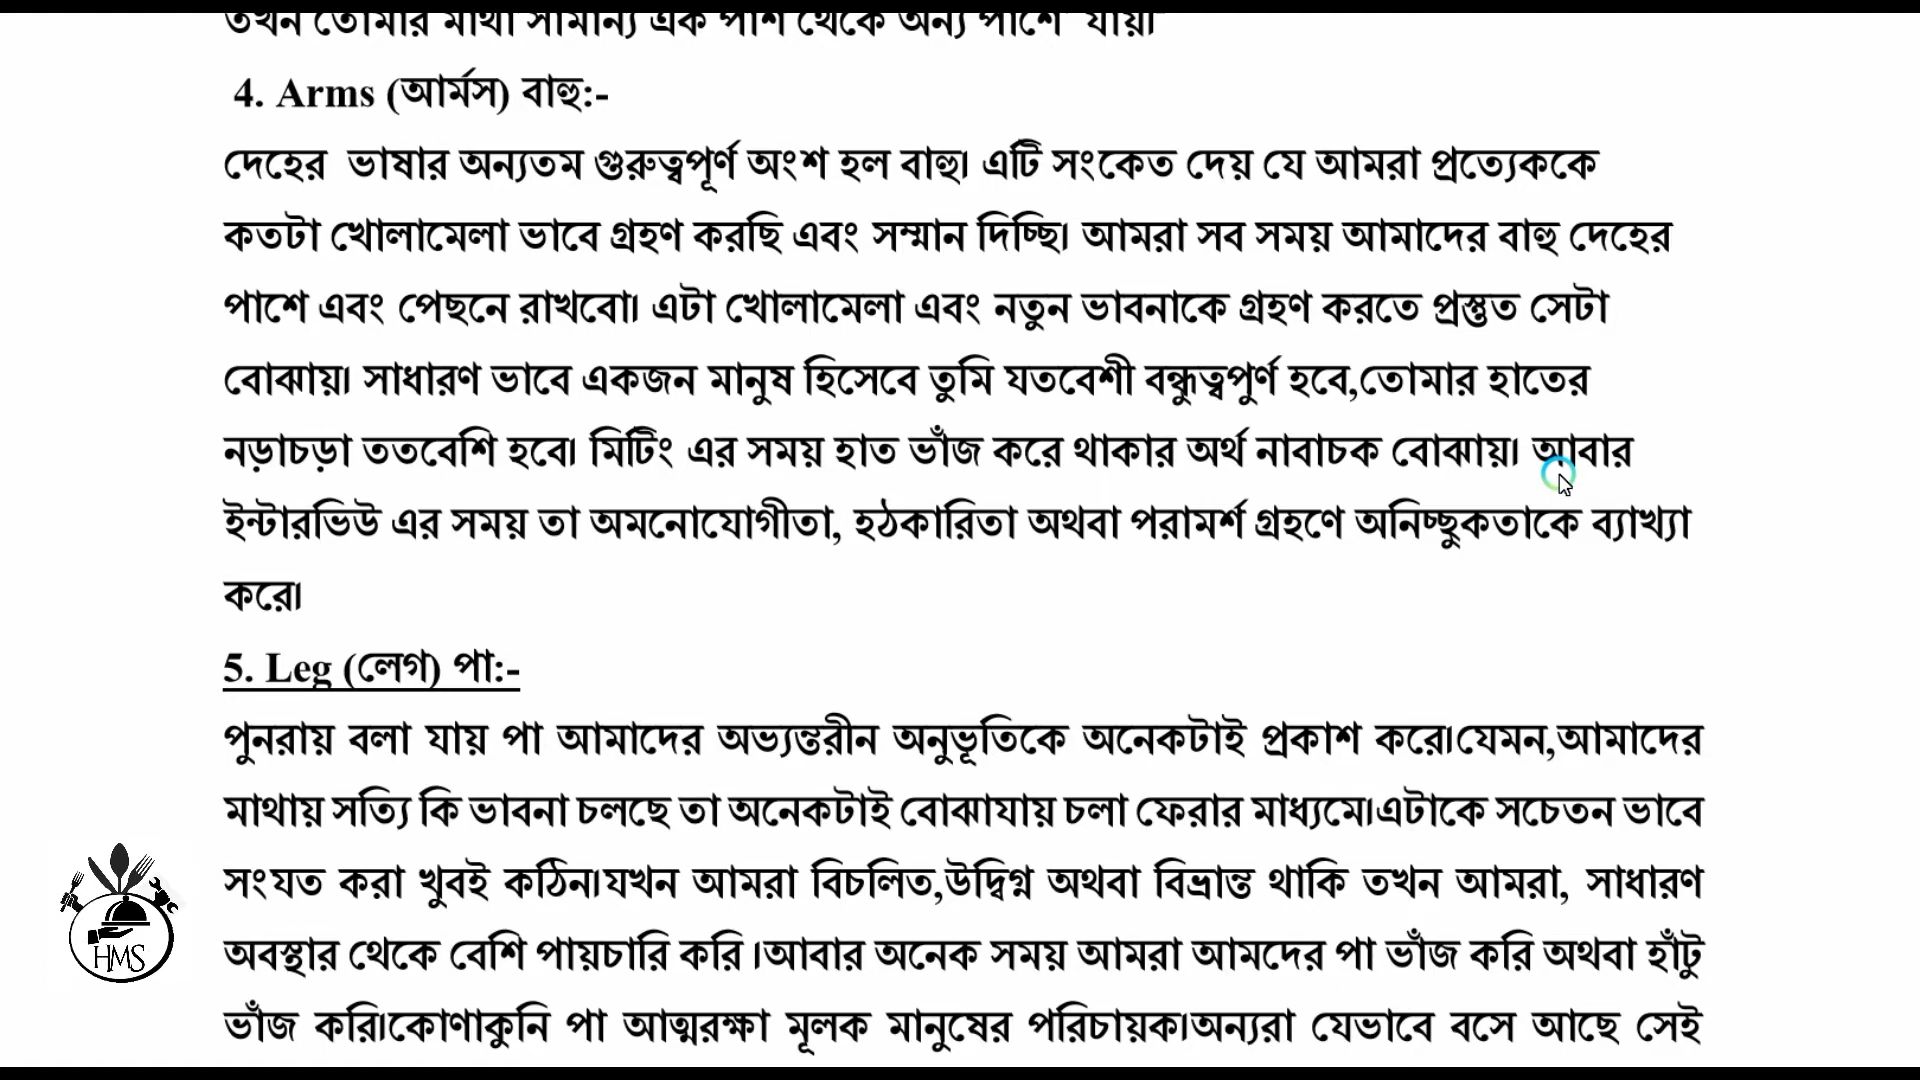 তখন তোমার মাথা সামান্য এক পাশ থেকে অন্য পাশে যায়।
4. Arms (আর্মস) বাহু:-
দেহের ভাষার অন্যতম গুরুত্বপূর্ণ অংশ হল বাহু। এটি সংকেত দেয় যে আমরা প্রত্যেককে
কতটা খোলামেলা ভাবে গ্রহণ করছি এবং সম্মান দিচ্ছি। আমরা সব সময় আমাদের বাহু দেহের
পাশে এবং পেছনে রাখবো। এটা খোলামেলা এবং নতুন ভাবনাকে গ্রহণ করতে প্রস্তুত সেটা
বোঝায়। সাধারণ ভাবে একজন মানুষ হিসেবে তুমি যতবেশী বন্ধুত্বপুর্ণ হবে,তোমার হাতের
নড়াচড়া ততবেশি হবে। মিটিং এর সময় হাত ভাঁজ করে থাকার অর্থ নাবাচক বোঝায়। আবার
ইন্টারভিউ এর সময় তা অমনোযোগীতা, হঠকারিতা অথবা পরামর্শ গ্রহণে অনিচ্ছুকতাকে ব্যাখ্যা
করে।
5. Leg (লেগ) পা:-
পুনরায় বলা যায় পা আমাদের অভ্যন্তরীন অনুভূতিকে অনেকটাই প্রকাশ করে।যেমন,আমাদের
মাথায় সত্যি কি ভাবনা চলছে তা অনেকটাই বোঝাযায় চলা ফেরার মাধ্যমে।এটাকে সচেতন ভাবে
সংযত করা খুবই কঠিন।যখন আমরা বিচলিত,উদ্বিগ্ন অথবা বিভ্রান্ত থাকি তখন আমরা, সাধারণ
অবস্থার থেকে বেশি পায়চারি করি ।আবার অনেক সময় আমরা আমদের পা ভাঁজ করি অথবা হাঁটু
ভাঁজ করি।কোণাকুনি পা আত্মরক্ষা মূলক মানুষের পরিচায়ক।অন্যরা যেভাবে বসে আছে সেই
HMS